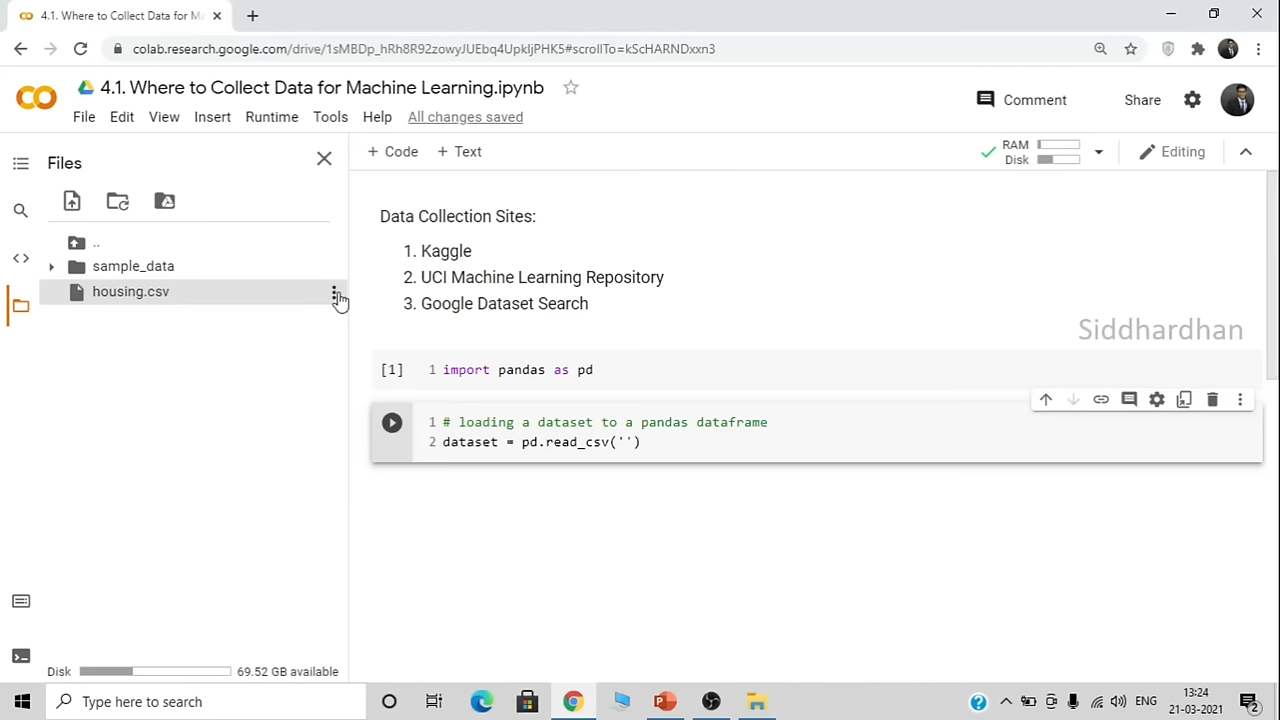 4.1. Where to Collect Data for Ma
colab.research.google.com/drive/1sMBDp_hRh8R92zowyJUEbq4UpkIjPHK5#scrollTo=kScHARNDxxn3
4.1. Where to Collect Data for Machine Learning.ipynb
Comment
Share
File Edit View Insert Runtime Tools Help All changes saved
Files
+ Code + Text
RAM
Disk
Editing
..
sample_data
housing.csv
Data Collection Sites:
1. Kaggle
2. UCI Machine Learning Repository
3. Google Dataset Search
Siddhardhan
[1] 1 import pandas as pd
1 # loading a dataset to a pandas dataframe
2 dataset = pd.read_csv('')
Disk 69.52 GB available
Type here to search
ENG
13:24
21-03-2021
2